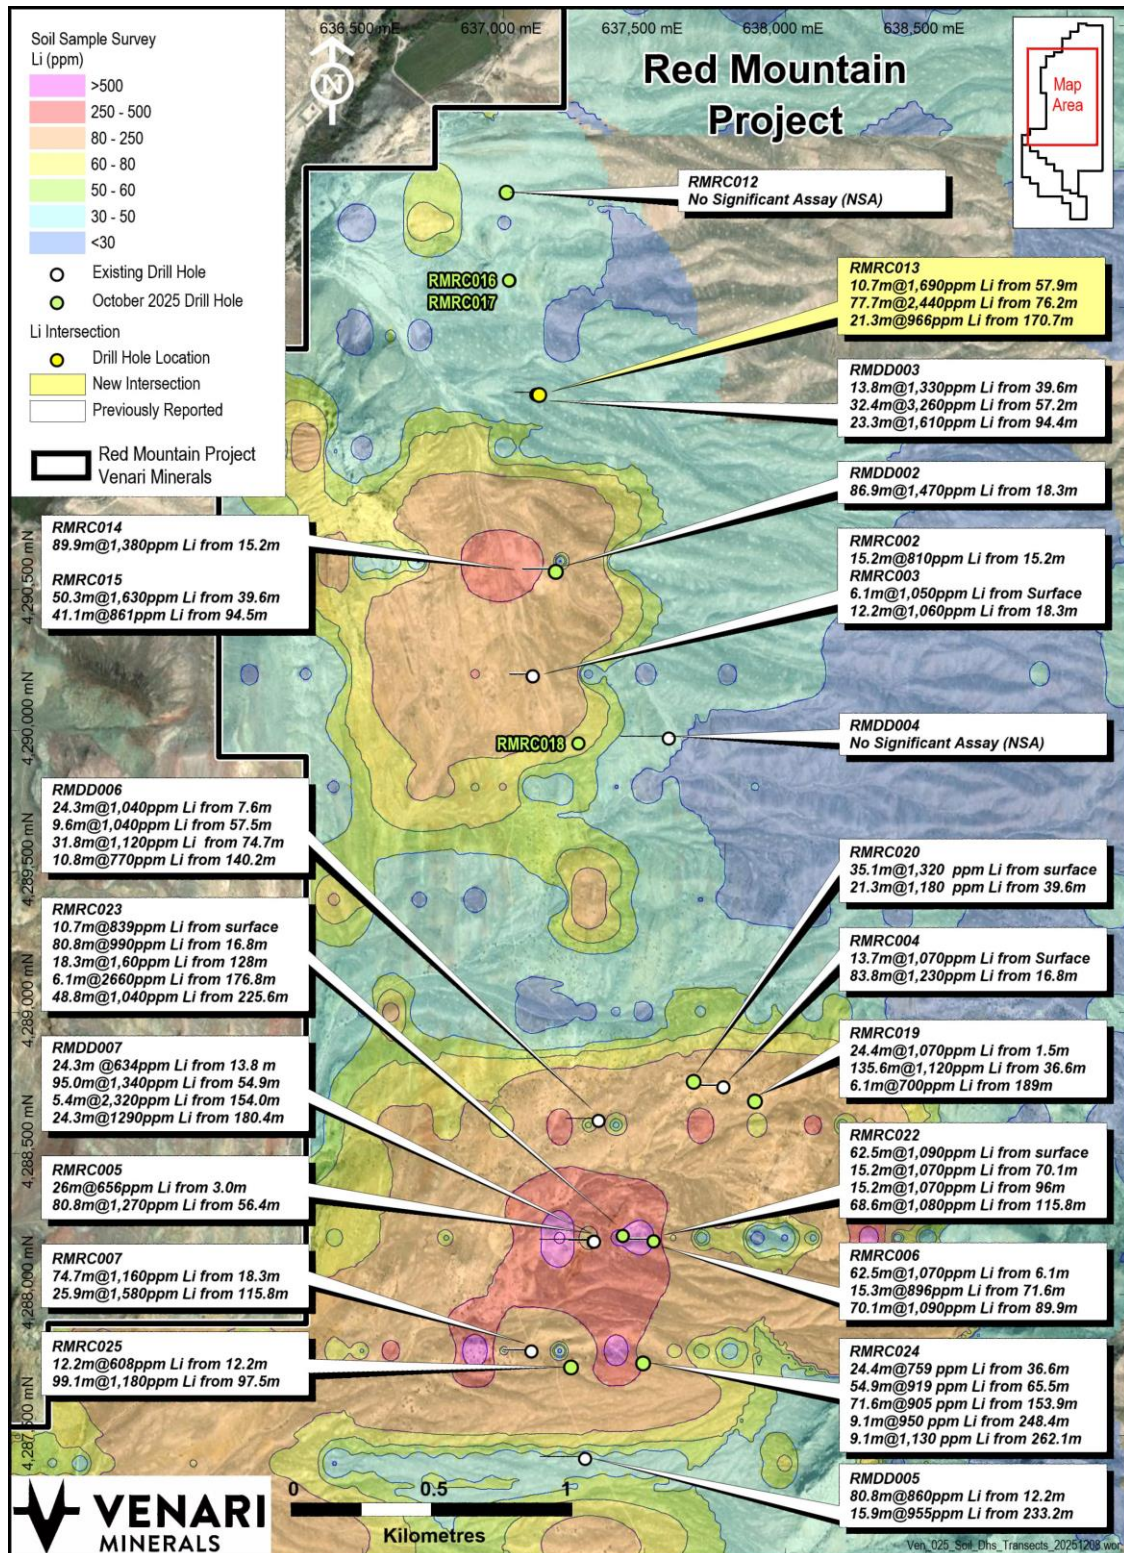 636,500 mE
637,000 mE
637,500 mE
638,000 mE
638,500 mE
Red Mountain
Project
Map
Area
N
Soil Sample Survey
Li (ppm)
>500
250 - 500
80 - 250
60 - 80
50 - 60
30 - 50
<30
Existing Drill Hole
October 2025 Drill Hole
Li Intersection
Drill Hole Location
New Intersection
Previously Reported
Red Mountain Project
Venari Minerals
RMRC012
No Significant Assay (NSA)
RMRC016
RMRC017
RMRC013
10.7m@1,690ppm Li from 57.9m
77.7m@2,440ppm Li from 76.2m
21.3m@966ppm Li from 170.7m
RMDD003
13.8m@1,330ppm Li from 39.6m
32.4m@3,260ppm Li from 57.2m
23.3m@1,610ppm Li from 94.4m
RMDD002
86.9m@1,470ppm Li from 18.3m
RMRC014
89.9m@1,380ppm Li from 15.2m
RMRC015
50.3m@1,630ppm Li from 39.6m
41.1m@861ppm Li from 94.5m
RMRC002
15.2m@810ppm Li from 15.2m
RMRC003
6.1m@1,050ppm Li from Surface
12.2m@1,060ppm Li from 18.3m
4,290,500 mN
4,290,000 mN
RMRC018
RMDD004
No Significant Assay (NSA)
RMDD006
24.3m@1,040ppm Li from 7.6m
9.6m@1,040ppm Li from 57.5m
31.8m@1,120ppm Li from 74.7m
10.8m@770ppm Li from 140.2m
4,289,500 mN
RMRC020
35.1m@1,320 ppm Li from surface
21.3m@1,180 ppm Li from 39.6m
RMRC023
10.7m@839ppm Li from surface
80.8m@990ppm Li from 16.8m
18.3m@1,60ppm Li from 128m
6.1m@2660ppm Li from 176.8m
48.8m@1,040ppm Li from 225.6m
RMRC004
13.7m@1,070ppm Li from Surface
83.8m@1,230ppm Li from 16.8m
4,289,000 mN
RMRC019
24.4m@1,070ppm Li from 1.5m
135.6m@1,120ppm Li from 36.6m
6.1m@700ppm Li from 189m
RMDD007
24.3m @634ppm Li from 13.8 m
95.0m@1,340ppm Li from 54.9m
5.4m@2,320ppm Li from 154.0m
24.3m@1290ppm Li from 180.4m
4,288,500 mN
RMRC022
62.5m@1,090ppm Li from surface
15.2m@1,070ppm Li from 70.1m
15.2m@1,070ppm Li from 96m
68.6m@1,080ppm Li from 115.8m
RMRC005
26m@656ppm Li from 3.0m
80.8m@1,270ppm Li from 56.4m
RMRC006
62.5m@1,070ppm Li from 6.1m
15.3m@896ppm Li from 71.6m
70.1m@1,090ppm Li from 89.9m
RMRC007
74.7m@1,160ppm Li from 18.3m
25.9m@1,580ppm Li from 115.8m
4,288,000 mN
RMRC025
12.2m@608ppm Li from 12.2m
99.1m@1,180ppm Li from 97.5m
RMRC024
24.4m@759 ppm Li from 36.6m
54.9m@919 ppm Li from 65.5m
71.6m@905 ppm Li from 153.9m
9.1m@950 ppm Li from 248.4m
9.1m@1,130 ppm Li from 262.1m
4,287,500 mN
RMDD005
80.8m@860ppm Li from 12.2m
15.9m@955ppm Li from 233.2m
VENARI
MINERALS
0 0.5 1
Kilometres
Ven_025_Soil_Dhs_Transects_20251208.wor